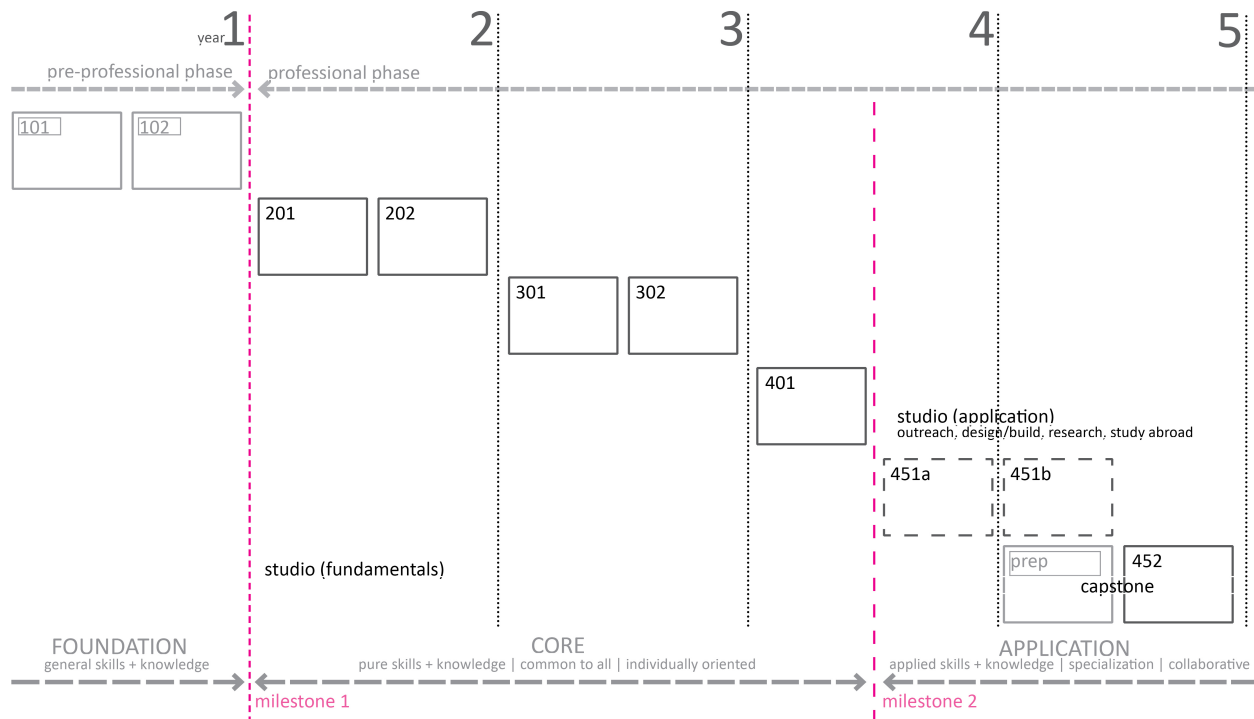 year 1 2 3 4 5
pre-professional phase professional phase
101 102
201 202
301 302
401
studio (application)
outreach, design/build, research, study abroad
451a 451b
prep 452
studio (fundamentals)
capstone
FOUNDATION CORE APPLICATION
general skills + knowledge pure skills + knowledge | common to all | individually oriented applied skills + knowledge | specialization | collaborative
milestone 1 milestone 2